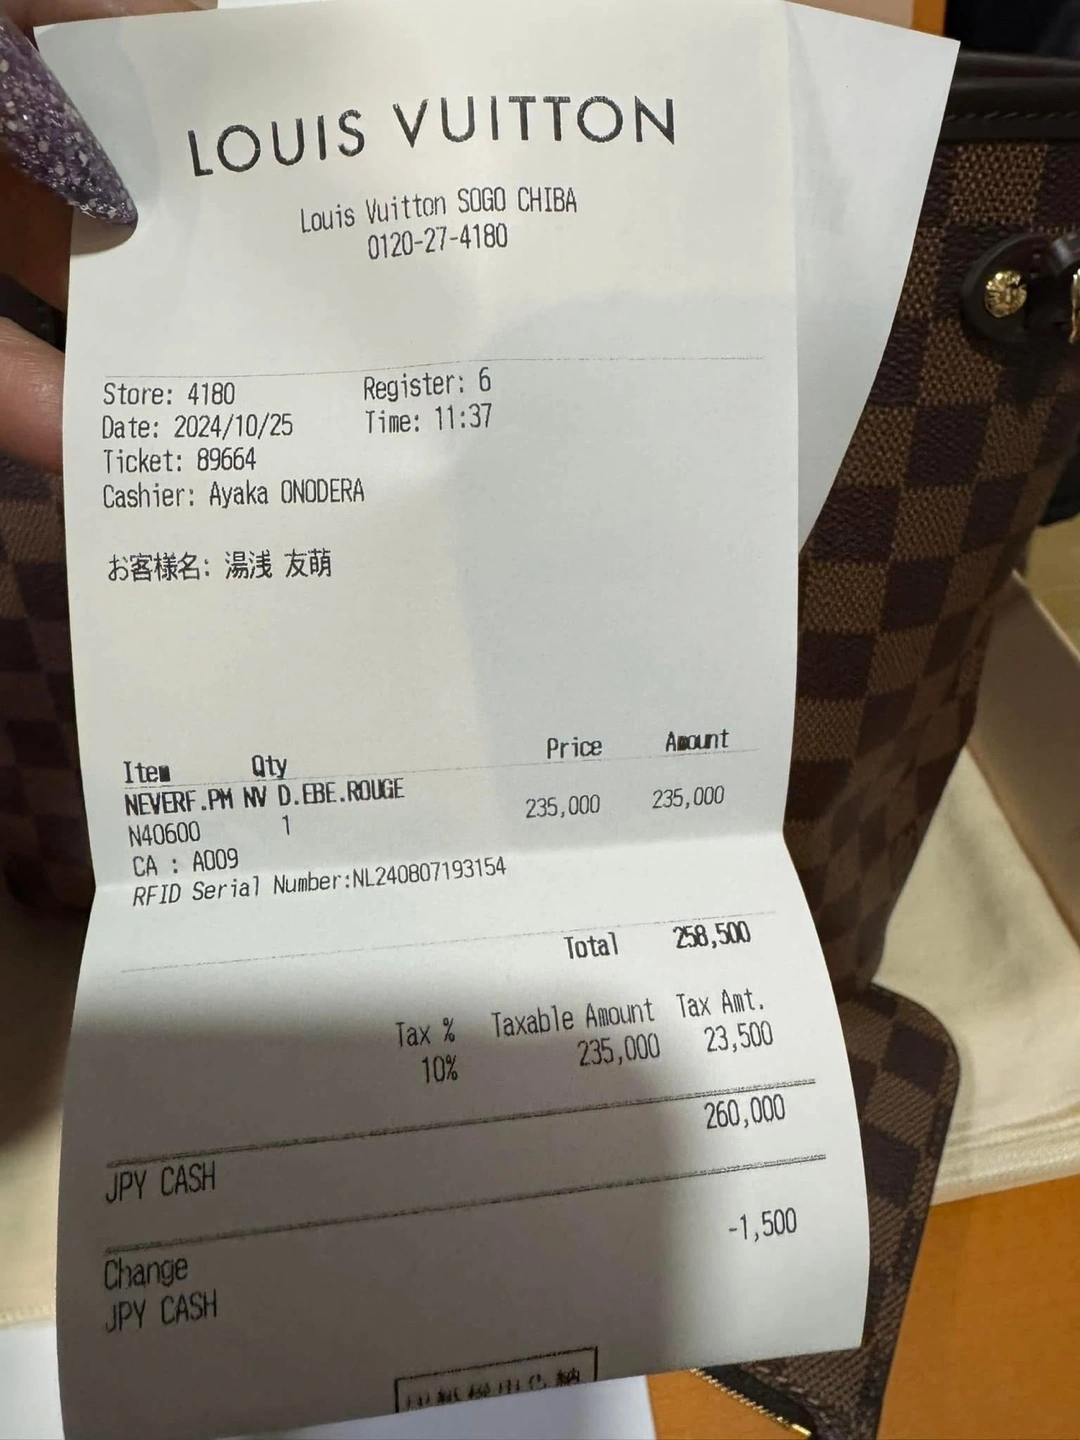 LOUIS VUITTON
Louis Vuitton SOGO CHIBA
0120-27-4180
Store: 4180 Register: 6
Date: 2024/10/25 Time: 11:37
Ticket: 89664
Cashier: Ayaka ONODERA
お客様名: 湯浅 友萌
Item Qty Price Amount
NEVERF.PM NV D.EBE.ROUGE
N40600 1 235,000 235,000
CA : A009
RFID Serial Number:NL240807193154
Total 258,500
Tax % Taxable Amount Tax Amt.
10% 235,000 23,500
JPY CASH 260,000
Change -1,500
JPY CASH